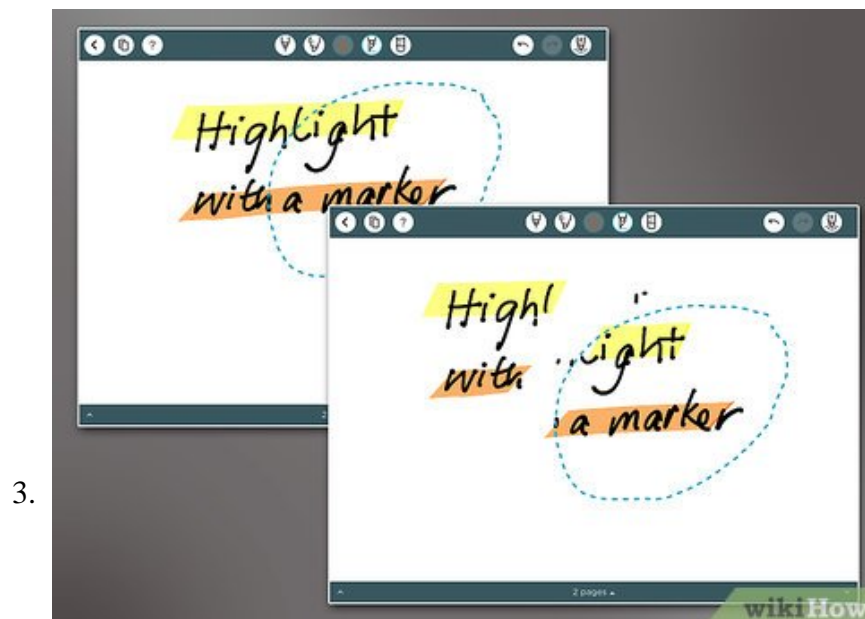 Highlight
with a marker
Highl
ight
with
a marker
2 pages
3.
wikiHow